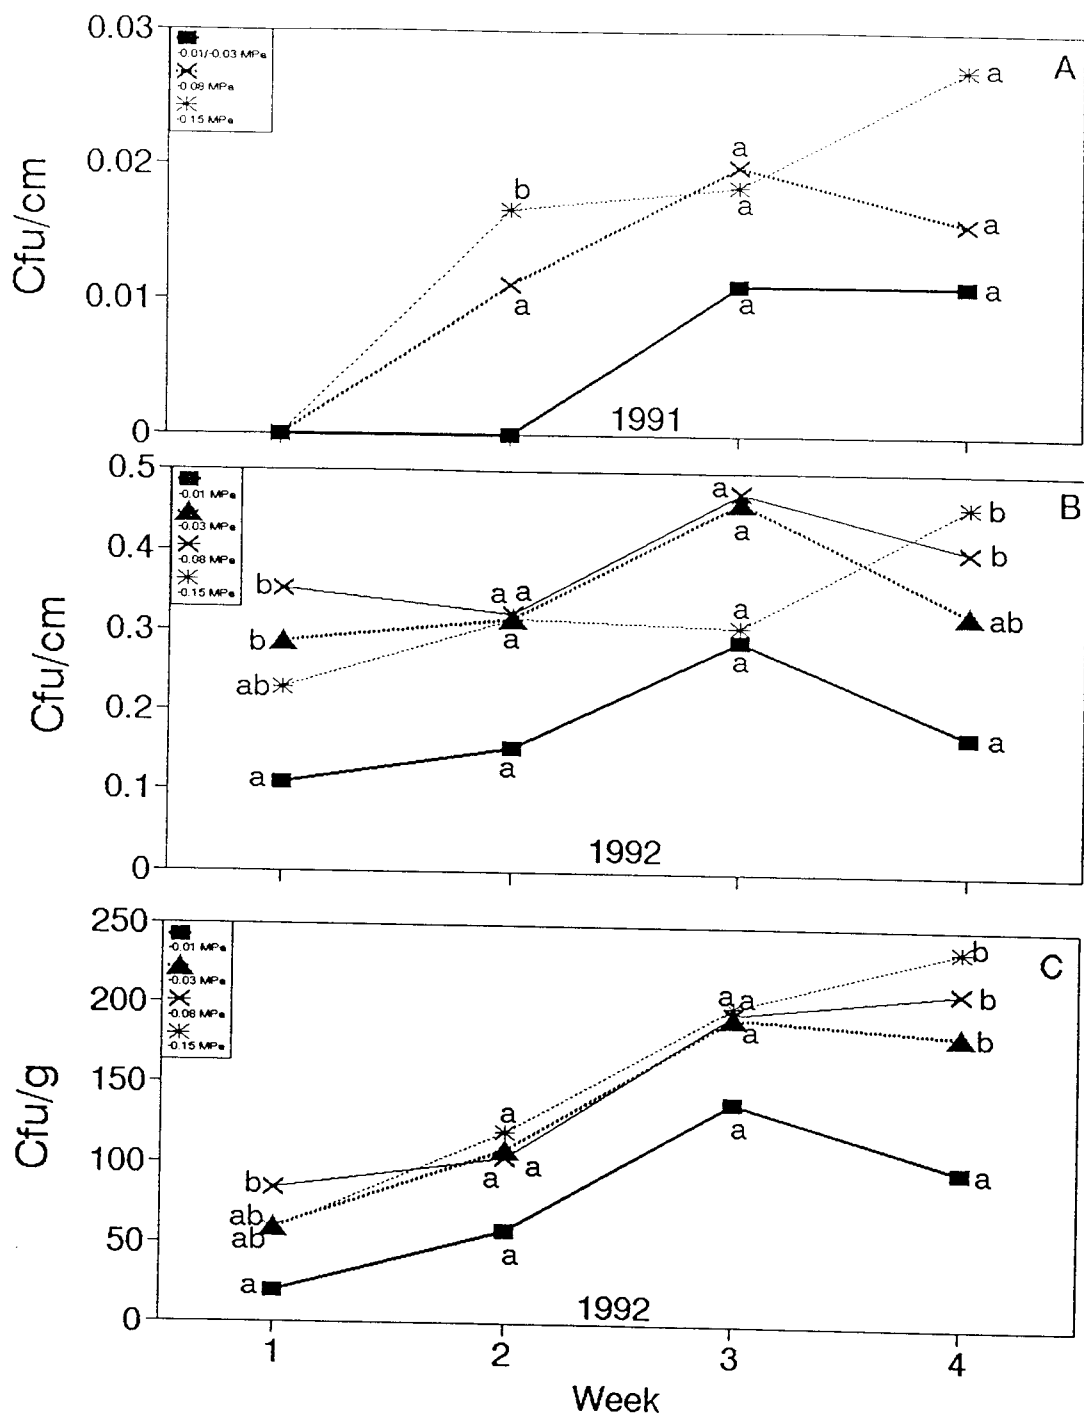 0.03
-0.01/-0.03 MPa
-0.08 MPa
-0.15 MPa
A
a
a
0.02
b
a
a
Cfu/cm
0.01
a
a
a
1991
0
0.5
-0.01 MPa
-0.03 MPa
-0.08 MPa
-0.15 MPa
B
a
b
a
0.4
b
b
a a
a
ab
0.3
b
a
a
ab
Cfu/cm
0.2
a
a
0.1
a
1992
0
250
-0.01 MPa
-0.03 MPa
-0.08 MPa
-0.15 MPa
C
b
200
a a
b
a
b
150
a
a
Cfu/g
100
a a
b
a
ab
ab
50
a
a
1992
0
1 2 3 4
Week